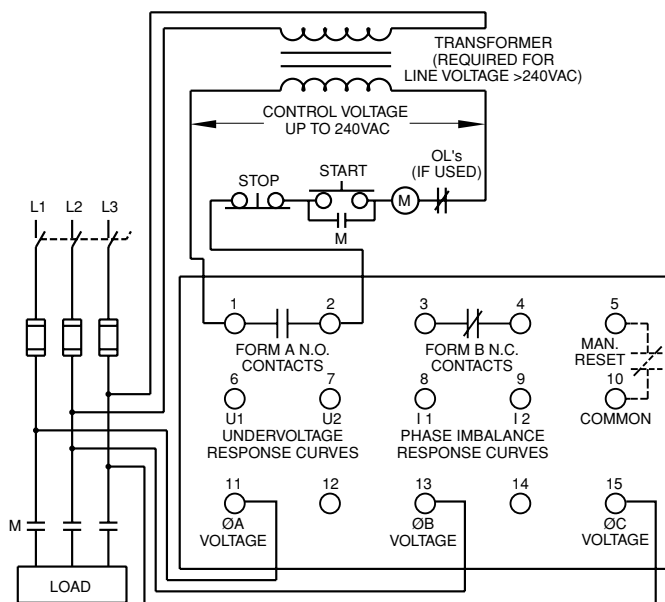 TRANSFORMER
(REQUIRED FOR
LINE VOLTAGE >240VAC)
CONTROL VOLTAGE
UP TO 240VAC
OL's
(IF USED)
STOP
START
M
M
L1 L2 L3
1 2 3 4 5
FORM A N.O.
CONTACTS
FORM B N.C.
CONTACTS
MAN.
RESET
6 7 8 9 10
U1 U2 I 1 I 2 COMMON
UNDERVOLTAGE
RESPONSE CURVES
PHASE IMBALANCE
RESPONSE CURVES
11 12 13 14 15
ØA
VOLTAGE
ØB
VOLTAGE
ØC
VOLTAGE
M
LOAD